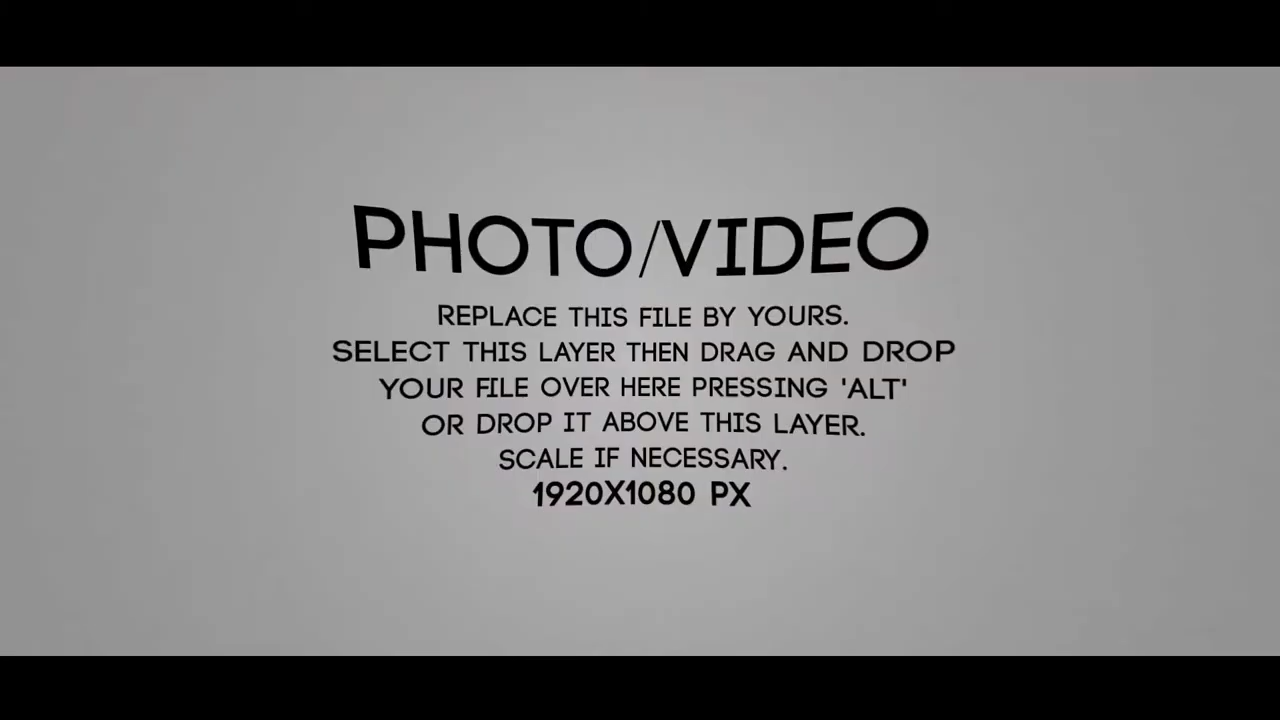 PHOTO/VIDEO
REPLACE THIS FILE BY YOURS.
SELECT THIS LAYER THEN DRAG AND DROP
YOUR FILE OVER HERE PRESSING 'ALT'
OR DROP IT ABOVE THIS LAYER.
SCALE IF NECESSARY.
1920X1080 PX